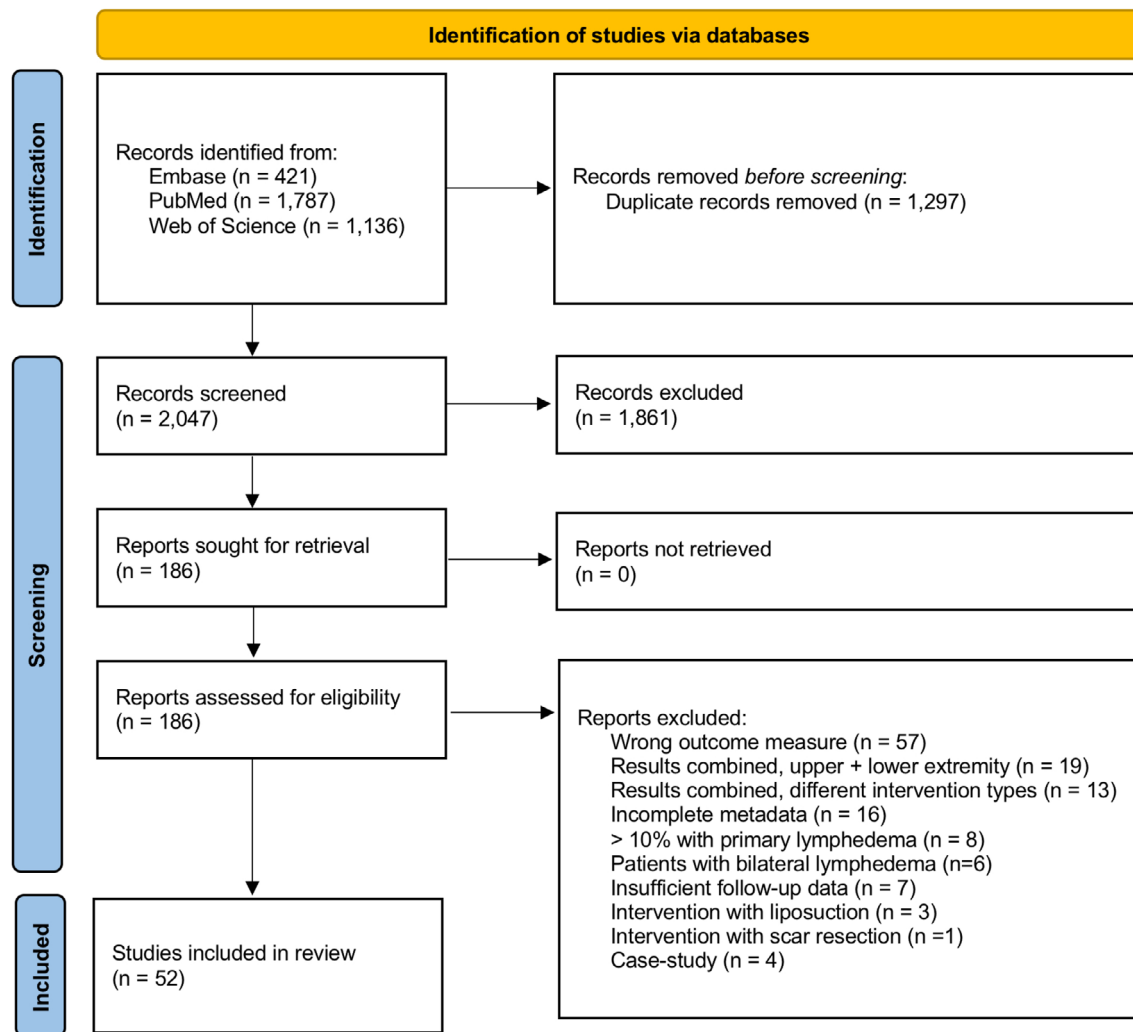 Identification of studies via databases
Identification
Records identified from:
Embase (n = 421)
PubMed (n = 1,787)
Web of Science (n = 1,136)
Records removed before screening:
Duplicate records removed (n = 1,297)
Screening
Records screened
(n = 2,047)
Records excluded
(n = 1,861)
Reports sought for retrieval
(n = 186)
Reports not retrieved
(n = 0)
Reports assessed for eligibility
(n = 186)
Reports excluded:
Wrong outcome measure (n = 57)
Results combined, upper + lower extremity (n = 19)
Results combined, different intervention types (n = 13)
Incomplete metadata (n = 16)
> 10% with primary lymphedema (n = 8)
Patients with bilateral lymphedema (n=6)
Insufficient follow-up data (n = 7)
Intervention with liposuction (n = 3)
Intervention with scar resection (n =1)
Case-study (n = 4)
Included
Studies included in review
(n = 52)